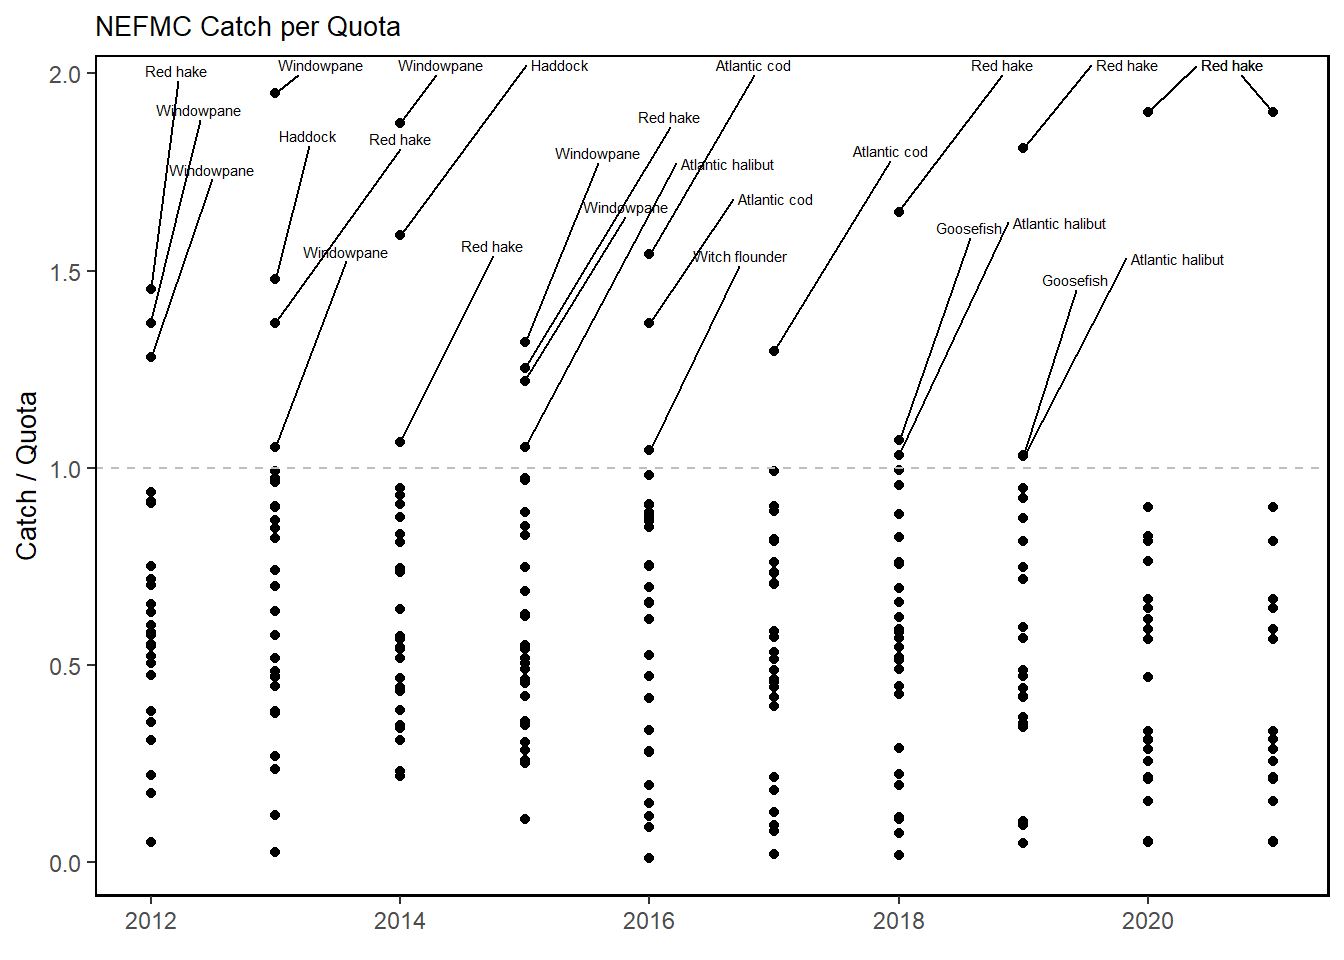 NEFMC Catch per Quota
Catch / Quota
2.0
1.5
1.0
0.5
0.0
Red hake
Windowpane
Windowpane
Windowpane
Haddock
Red hake
Windowpane
Windowpane
Haddock
Red hake
Windowpane
Red hake
Windowpane
Atlantic halibut
Atlantic cod
Atlantic cod
Witch flounder
Atlantic cod
Red hake
Goosefish
Atlantic halibut
Red hake
Goosefish
Atlantic halibut
Red hake
2012
2014
2016
2018
2020